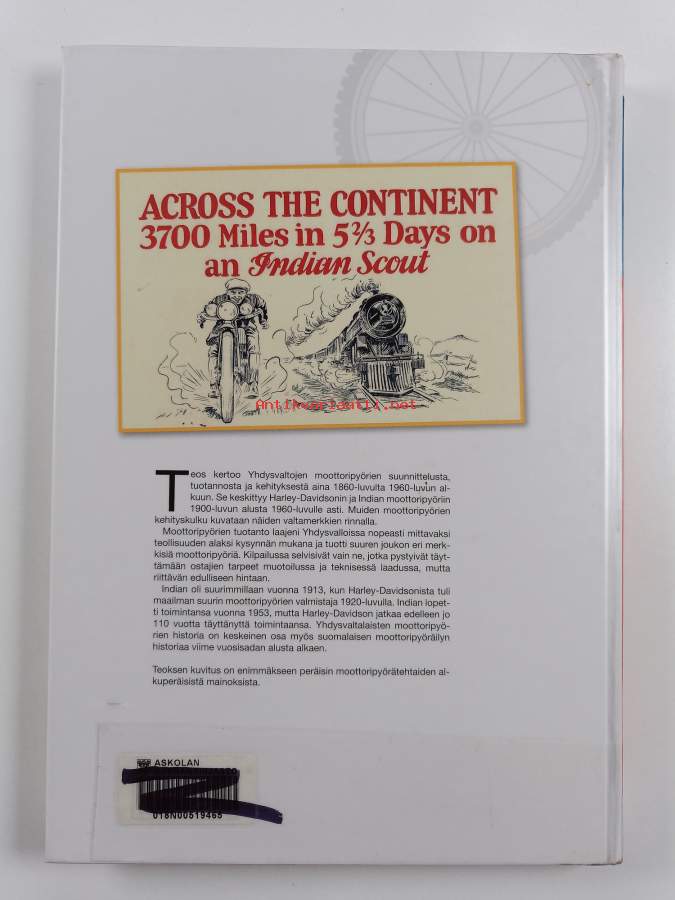 ACROSS THE CONTINENT
3700 Miles in 5⅔ Days on
an Indian Scout
Antikvariaatti.net
Teos kertoo Yhdysvaltojen moottoripyörien suunnittelusta,
tuotannosta ja kehityksestä aina 1860-luvulta 1960-luvun al-
kuun. Se keskittyy Harley-Davidsonin ja Indian moottoripyöriin
1900-luvun alusta 1960-luvulle asti. Muiden moottoripyörien
kehityskulku kuvataan näiden valtamerkkien rinnalla.
Moottoripyörien tuotanto laajeni Yhdysvalloissa nopeasti mittavaksi
teollisuuden alaksi kysynnän mukana ja tuotti suuren joukon eri merk-
kisiä moottoripyöriä. Kilpailussa selvisivät vain ne, jotka pystyivät täyt-
tämään ostajien tarpeet muotoilussa ja teknisessä laadussa, mutta
riittävän edulliseen hintaan.
Indian oli suurimmillaan vuonna 1913, kun Harley-Davidsonista tuli
maailman suurin moottoripyörien valmistaja 1920-luvulla. Indian lopet-
ti toimintansa vuonna 1953, mutta Harley-Davidson jatkaa edelleen jo
110 vuotta täyttänyttä toimintaansa. Yhdysvaltalaisten moottoripyö-
rien historia on keskeinen osa myös suomalaisen moottoripyöräilyn
historiaa viime vuosisadan alusta alkaen.
Teoksen kuvitus on enimmäkseen peräisin moottoripyörätehtaiden al-
kuperäisistä mainoksista.
ASKOLAN
018N00519465